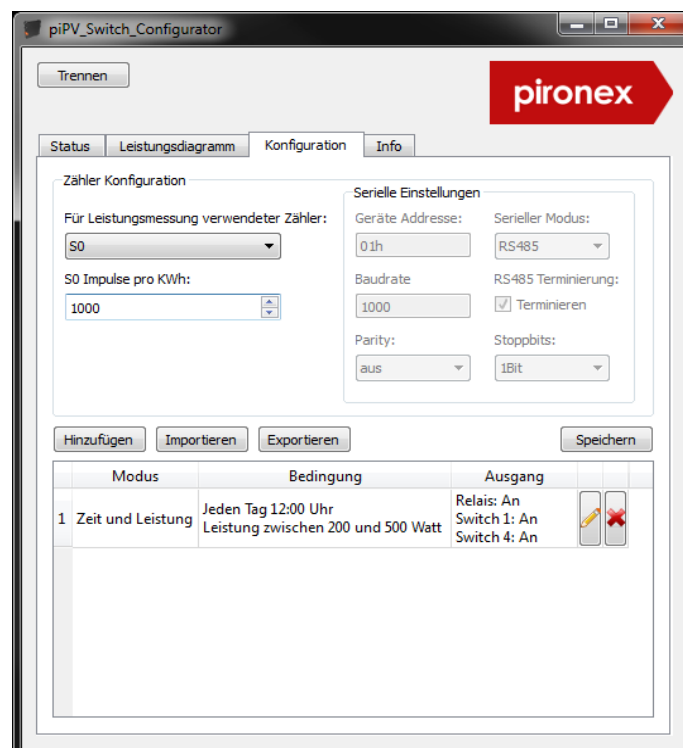 piPV_Switch_Configurator
Trennen
pironex
Status Leistungsdiagramm Konfiguration Info
Zähler Konfiguration
Für Leistungsmessung verwendeter Zähler:
S0
S0 Impulse pro KWh:
1000
Serielle Einstellungen
Geräte Addresse: Serieller Modus:
01h RS485
Baudrate RS485 Terminierung:
1000 Terminieren
Parity: Stoppbits:
aus 1Bit
Hinzufügen Importieren Exportieren Speichern
Modus Bedingung Ausgang
1 Zeit und Leistung
Jeden Tag 12:00 Uhr
Leistung zwischen 200 und 500 Watt
Relais: An
Switch 1: An
Switch 4: An